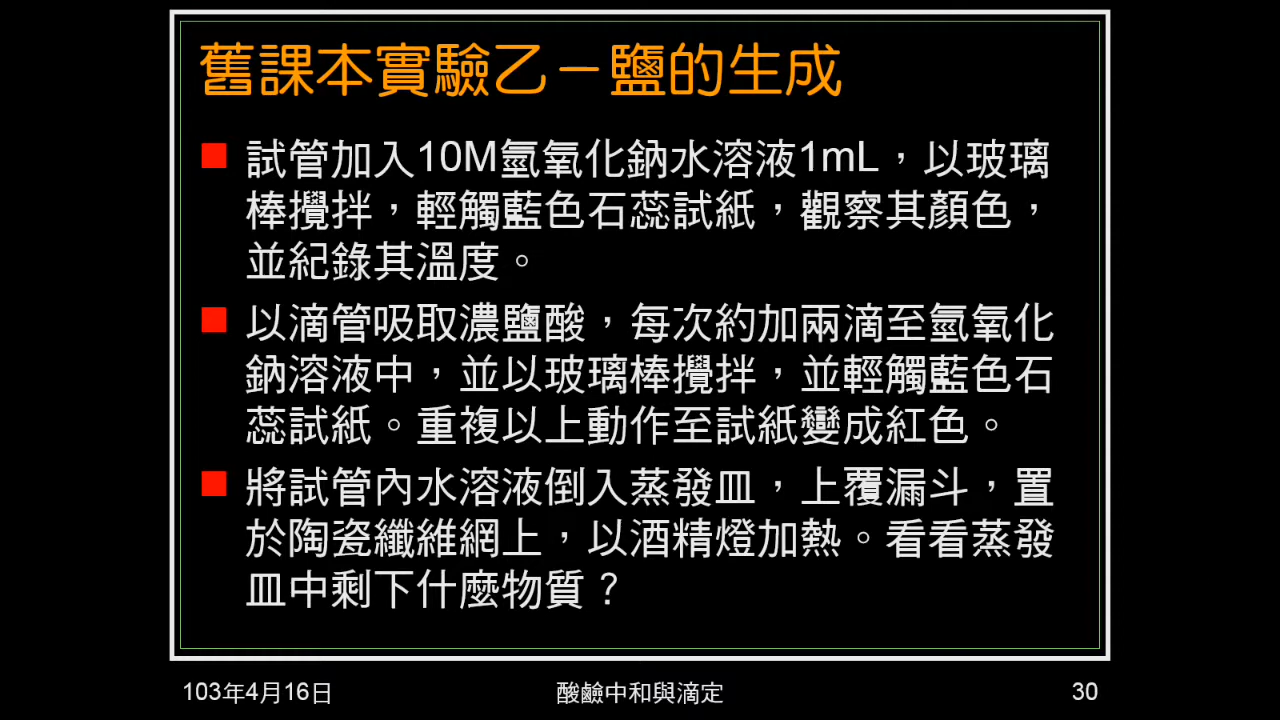 舊課本實驗乙－鹽的生成
試管加入10M氫氧化鈉水溶液1mL，以玻璃
棒攪拌，輕觸藍色石蕊試紙，觀察其顏色，
並紀錄其溫度。
以滴管吸取濃鹽酸，每次約加兩滴至氫氧化
鈉溶液中，並以玻璃棒攪拌，並輕觸藍色石
蕊試紙。重複以上動作至試紙變成紅色。
將試管內水溶液倒入蒸發皿，上覆漏斗，置
於陶瓷纖維網上，以酒精燈加熱。看看蒸發
皿中剩下什麼物質？
103年4月16日
酸鹼中和與滴定
30